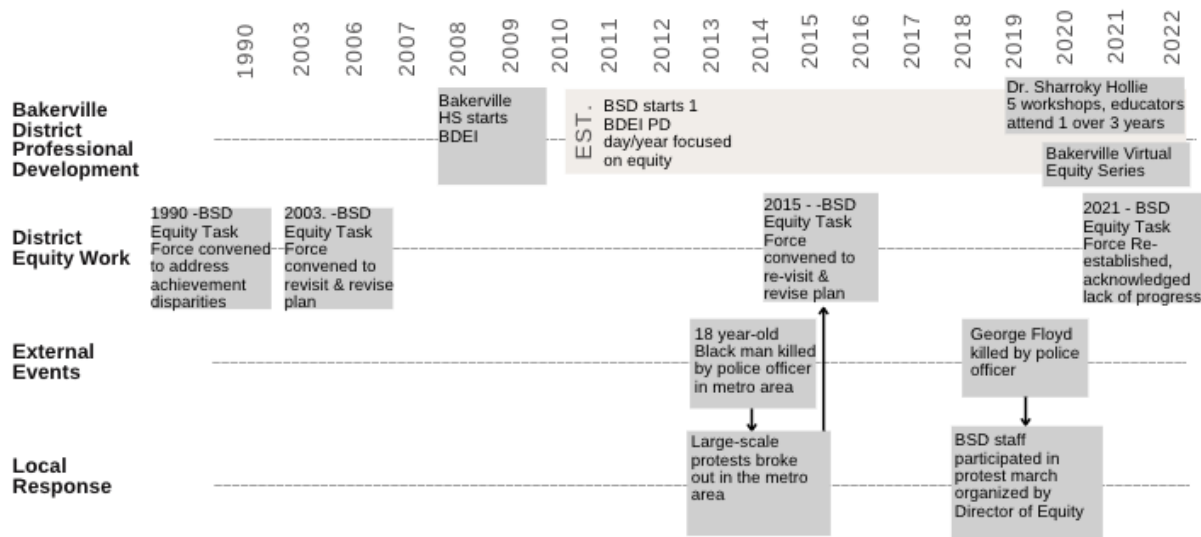 1990
2003
2006
2007
2008
2009
2010
2011
2012
2013
2014
2015
2016
2017
2018
2019
2020
2021
2022
Bakerville
District
Professional
Development
Bakerville
HS starts
BDEI
EST.
BSD starts 1
BDEI PD
day/year focused
on equity
Dr. Sharroky Hollie
5 workshops, educators
attend 1 over 3 years
Bakerville Virtual
Equity Series
District
Equity Work
1990 -BSD
Equity Task
Force convened
to address
achievement
disparities
2003. -BSD
Equity Task
Force
convened to
revisit & revise
plan
2015 - -BSD
Equity Task
Force
convened to
re-visit &
revise plan
2021 - BSD
Equity Task
Force Re-
established,
acknowledged
lack of progress
External
Events
18 year-old
Black man killed
by police officer
in metro area
George Floyd
killed by police
officer
Local
Response
Large-scale
protests broke
out in the metro
area
BSD staff
participated in
protest march
organized by
Director of Equity